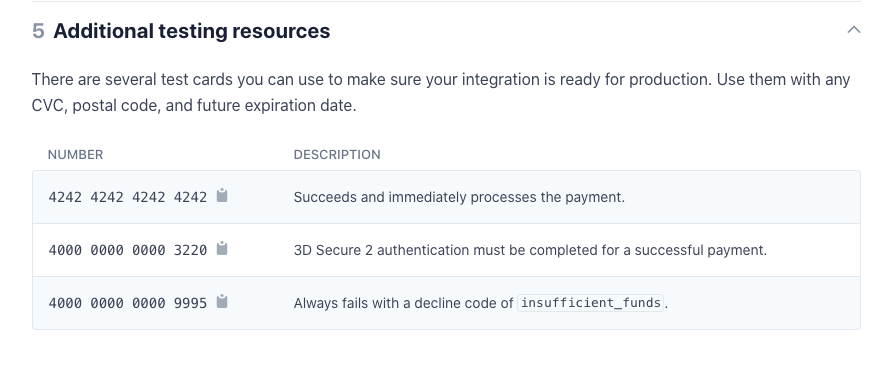 5 Additional testing resources
There are several test cards you can use to make sure your integration is ready for production. Use them with any
CVC, postal code, and future expiration date.
NUMBER DESCRIPTION
4242 4242 4242 4242 Succeeds and immediately processes the payment.
4000 0000 0000 3220 3D Secure 2 authentication must be completed for a successful payment.
4000 0000 0000 9995 Always fails with a decline code of insufficient_funds.